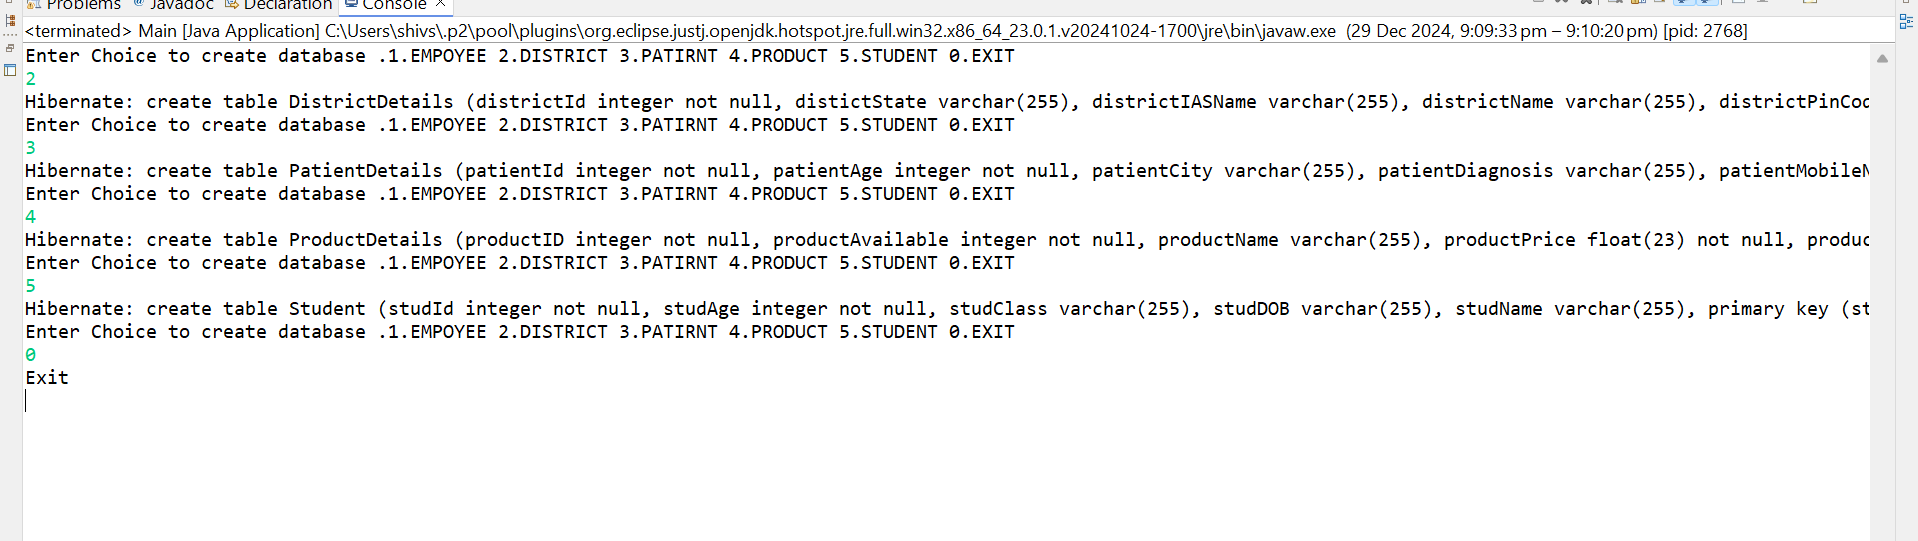 Problems Javadoc Declaration Console
<terminated> Main [Java Application] C:\Users\shivs\.p2\pool\plugins\org.eclipse.justj.openjdk.hotspot.jre.full.win32.x86_64_23.0.1.v20241024-1700\jre\bin\javaw.exe (29 Dec 2024, 9:09:33 pm – 9:10:20 pm) [pid: 2768]
Enter Choice to create database .1.EMPOYEE 2.DISTRICT 3.PATIRNT 4.PRODUCT 5.STUDENT 0.EXIT
2
Hibernate: create table DistrictDetails (districtId integer not null, distictState varchar(255), districtIASName varchar(255), districtName varchar(255), districtPinCod
Enter Choice to create database .1.EMPOYEE 2.DISTRICT 3.PATIRNT 4.PRODUCT 5.STUDENT 0.EXIT
3
Hibernate: create table PatientDetails (patientId integer not null, patientAge integer not null, patientCity varchar(255), patientDiagnosis varchar(255), patientMobileN
Enter Choice to create database .1.EMPOYEE 2.DISTRICT 3.PATIRNT 4.PRODUCT 5.STUDENT 0.EXIT
4
Hibernate: create table ProductDetails (productID integer not null, productAvailable integer not null, productName varchar(255), productPrice float(23) not null, produc
Enter Choice to create database .1.EMPOYEE 2.DISTRICT 3.PATIRNT 4.PRODUCT 5.STUDENT 0.EXIT
5
Hibernate: create table Student (studId integer not null, studAge integer not null, studClass varchar(255), studDOB varchar(255), studName varchar(255), primary key (st
Enter Choice to create database .1.EMPOYEE 2.DISTRICT 3.PATIRNT 4.PRODUCT 5.STUDENT 0.EXIT
0
Exit